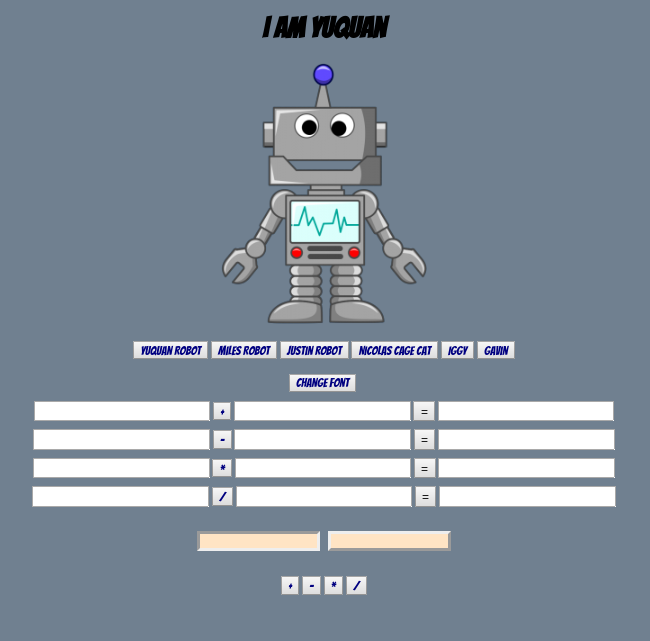 I AM YUQUAN
YUQUAN ROBOT MILES ROBOT JUSTIN ROBOT NICOLAS CAGE CAT IGGY GAVIN
CHANGE FONT
+ =
- =
* =
/ =
+ - * /